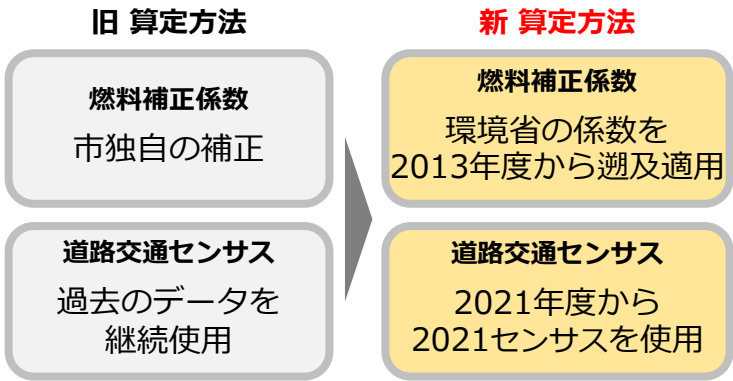 旧 算定方法
新 算定方法
燃料補正係数
市独自の補正
燃料補正係数
環境省の係数を
2013年度から遡及適用
道路交通センサス
過去のデータを
継続使用
道路交通センサス
2021年度から
2021センサスを使用